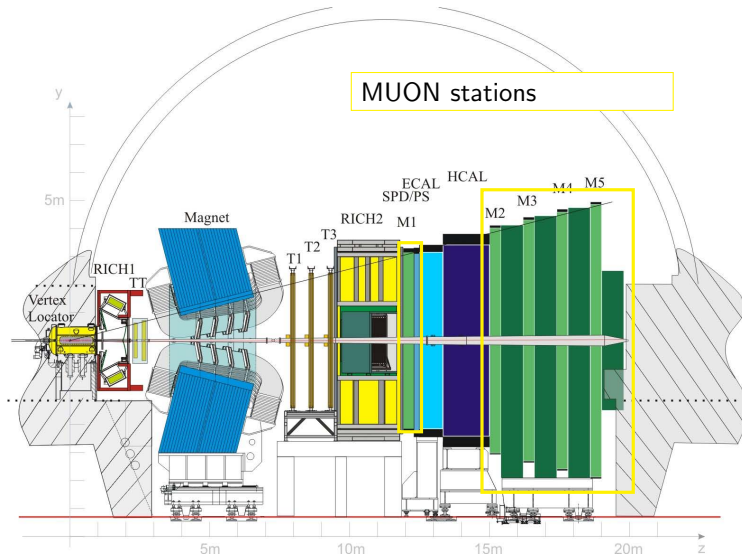 MUON stations
y
5m
Magnet
RICH1
TT
Vertex
Locator
T1
T2
T3
RICH2
M1
SPD/PS
ECAL
HCAL
M2
M3
M4
M5
5m
10m
15m
20m
z